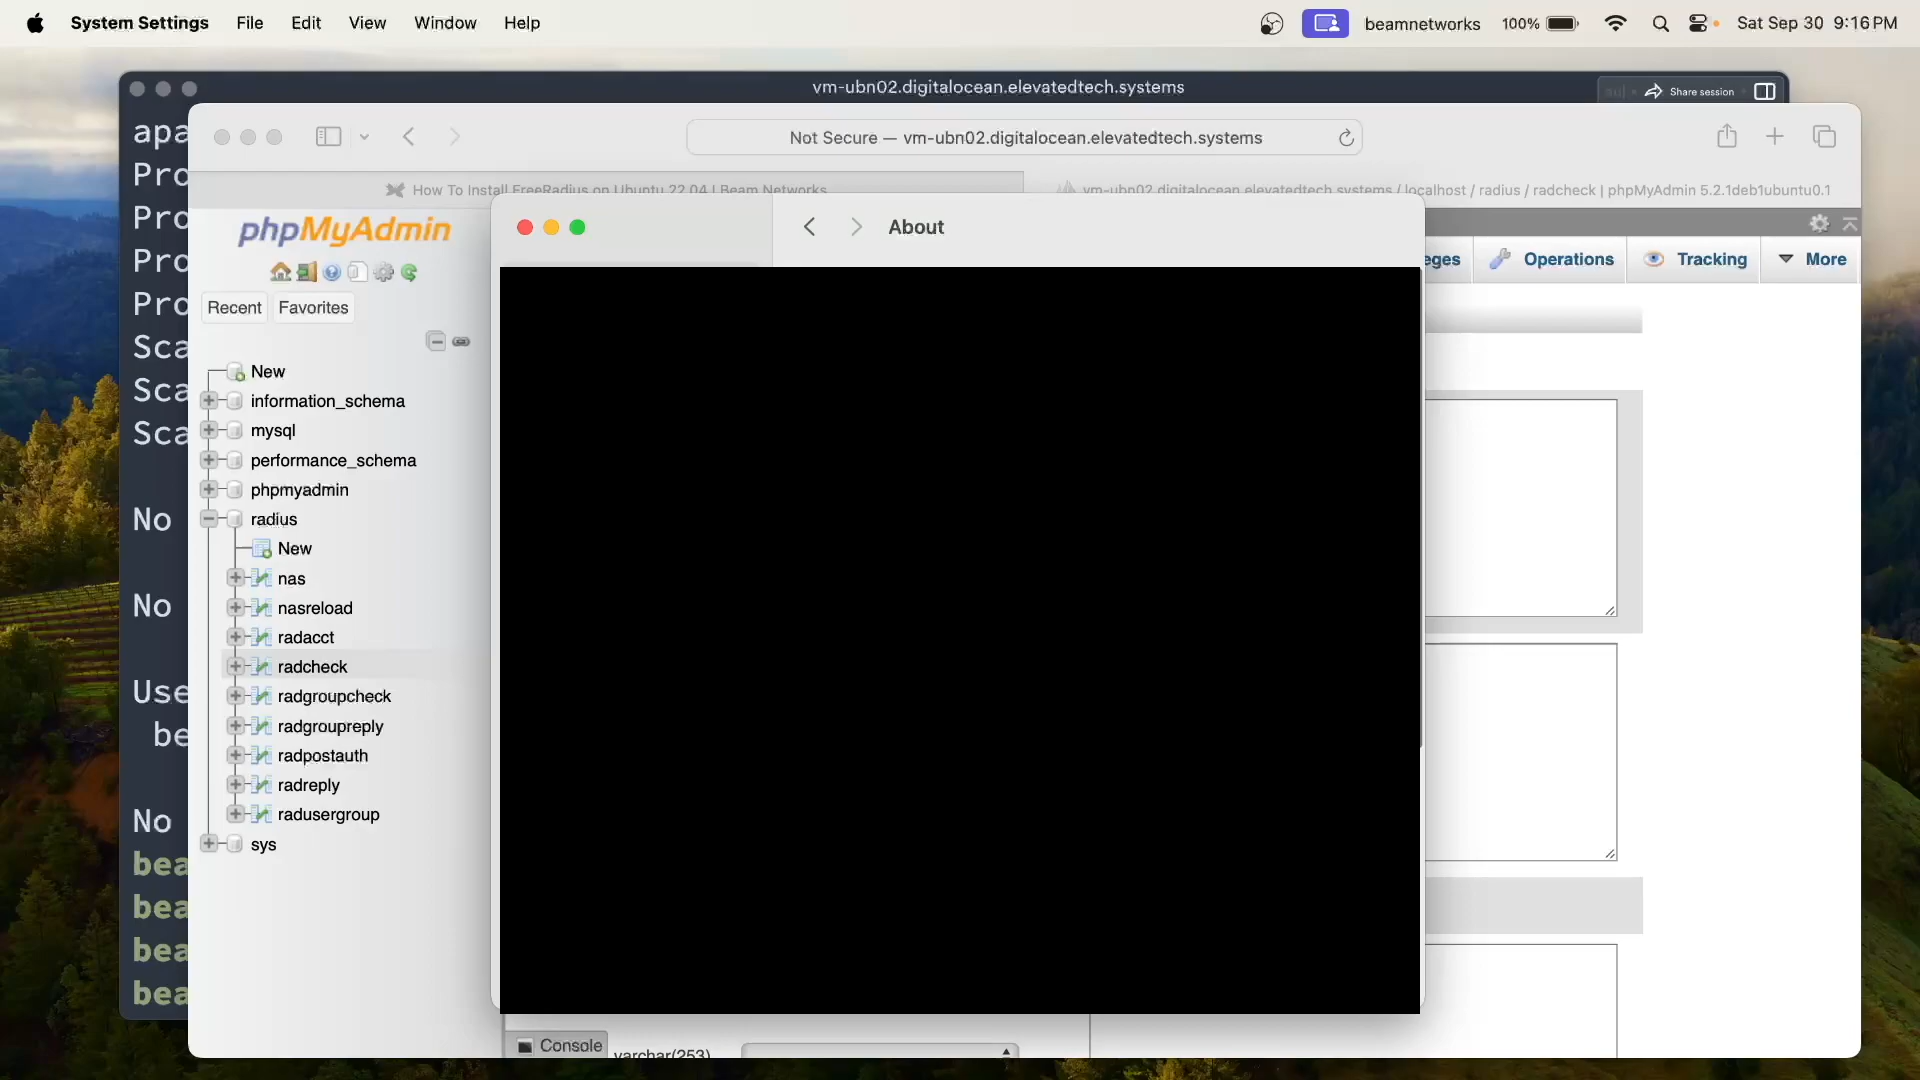 System Settings File Edit View Window Help beamnetworks 100% Sat Sep 30 9:16 PM
vm-ubn02.digitalocean.elevatedtech.systems
Share session
apa
Pro
Pro
Pro
Pro
Sca
Sca
Sca
No
No
Use
be
No
bea
bea
bea
bea
Not Secure — vm-ubn02.digitalocean.elevatedtech.systems
How To Install FreeRadius on Ubuntu 22.04 | Beam Networks
vm-ubn02.digitalocean.elevatedtech.systems / localhost / radius / radcheck | phpMyAdmin 5.2.1deb1ubuntu0.1
phpMyAdmin
Recent Favorites
New
information_schema
mysql
performance_schema
phpmyadmin
radius
New
nas
nasreload
radacct
radcheck
radgroupcheck
radgroupreply
radpostauth
radreply
radusergroup
sys
About
eges Operations Tracking More
Console
varchar(253)